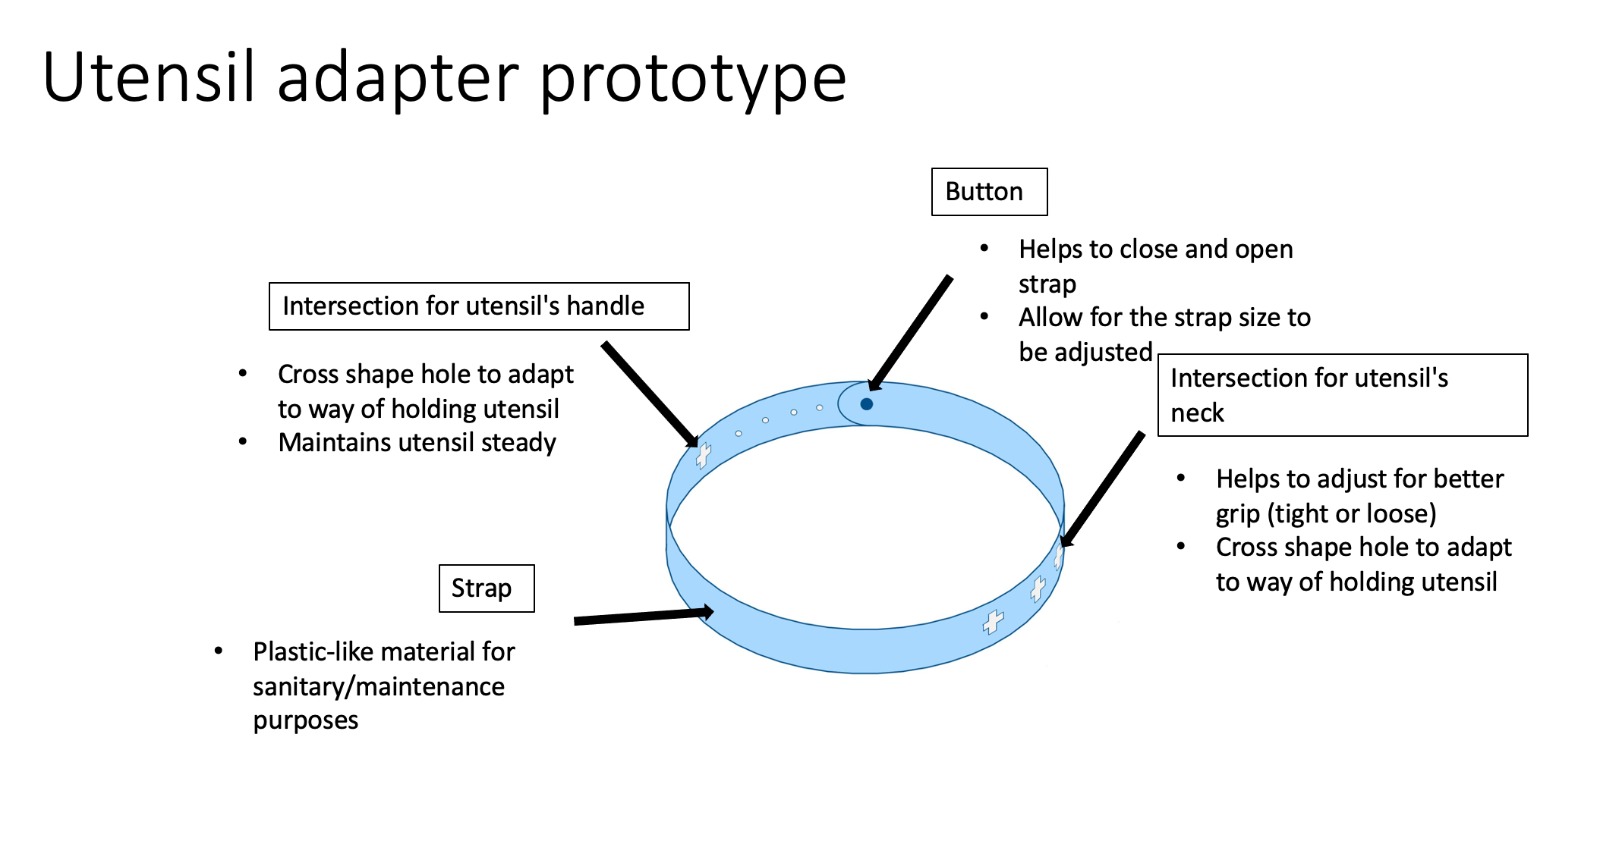 Utensil adapter prototype
Button
• Helps to close and open
strap
• Allow for the strap size to
be adjusted
Intersection for utensil's handle
• Cross shape hole to adapt
to way of holding utensil
• Maintains utensil steady
Intersection for utensil's
neck
• Helps to adjust for better
grip (tight or loose)
• Cross shape hole to adapt
to way of holding utensil
Strap
• Plastic-like material for
sanitary/maintenance
purposes